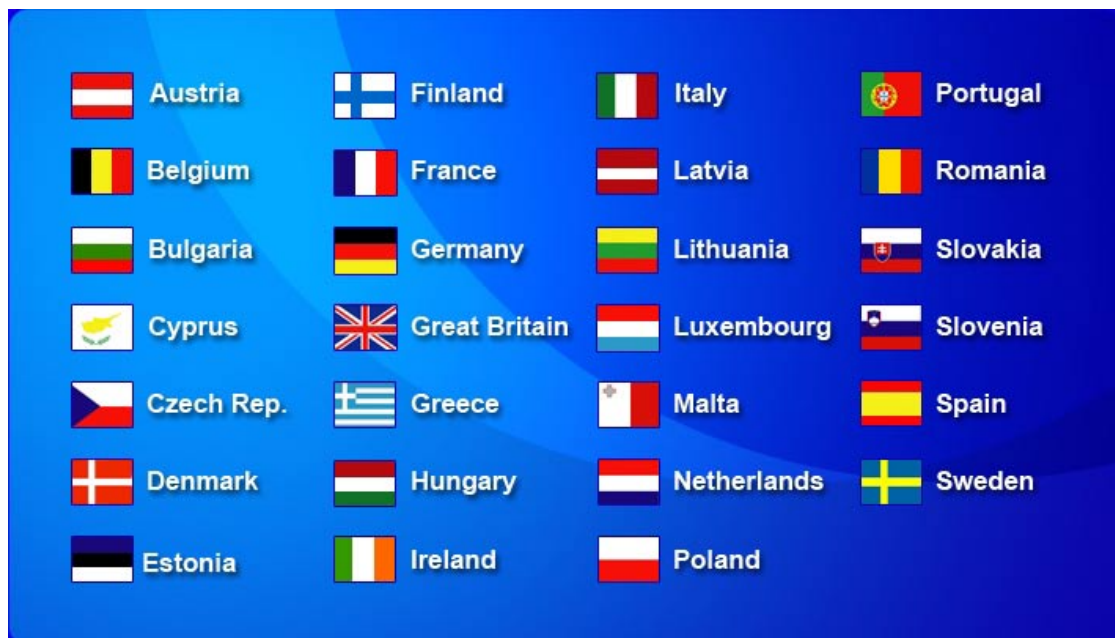 Austria
Belgium
Bulgaria
Cyprus
Czech Rep.
Denmark
Estonia
Finland
France
Germany
Great Britain
Greece
Hungary
Ireland
Italy
Latvia
Lithuania
Luxembourg
Malta
Netherlands
Poland
Portugal
Romania
Slovakia
Slovenia
Spain
Sweden